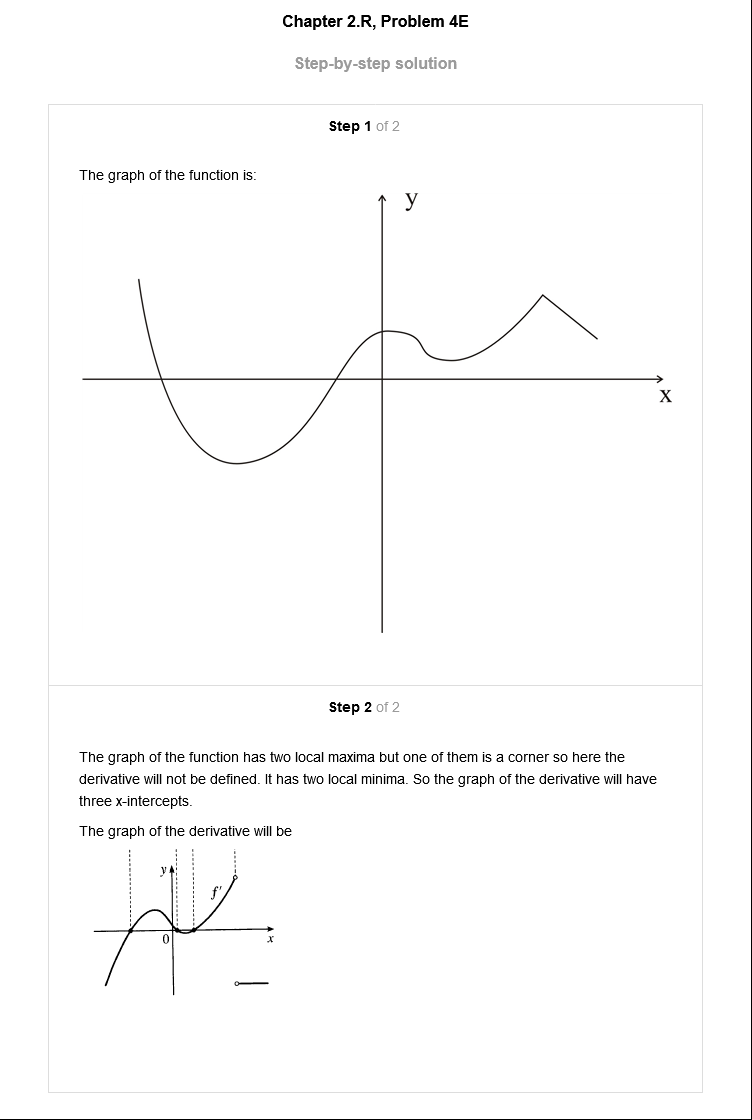 Chapter 2.R, Problem 4E
Step-by-step solution
Step 1 of 2
The graph of the function is:
y
x
Step 2 of 2
The graph of the function has two local maxima but one of them is a corner so here the
derivative will not be defined. It has two local minima. So the graph of the derivative will have
three x-intercepts.
The graph of the derivative will be
y
f'
0
x